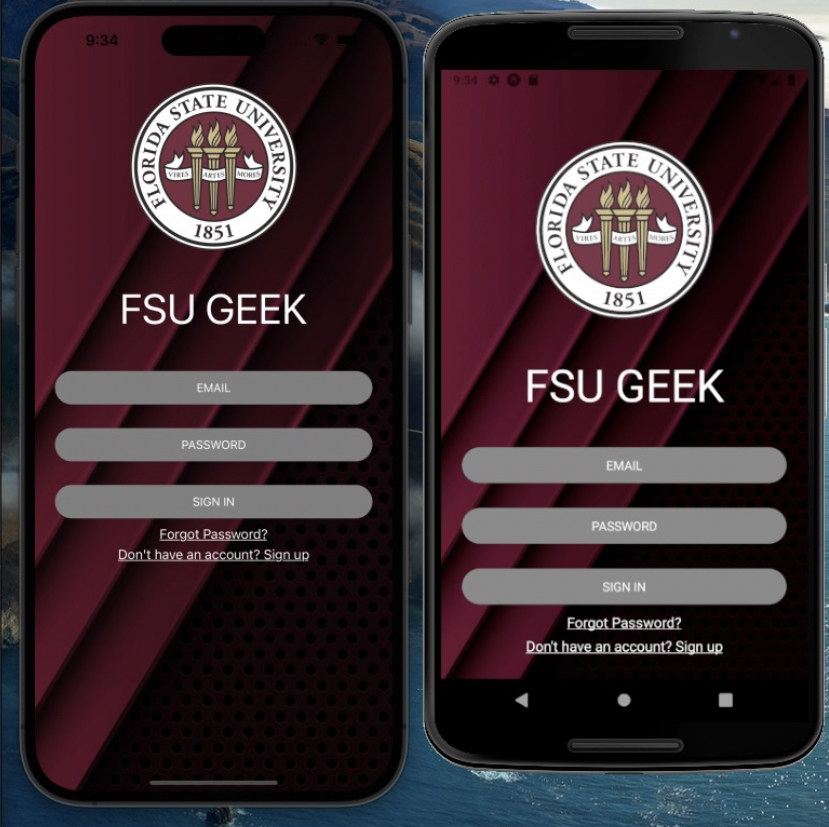 9:34
FLORIDA STATE UNIVERSITY
VIRES ARTES MORES
1851
FSU GEEK
EMAIL
PASSWORD
SIGN IN
Forgot Password?
Don't have an account? Sign up
9:34
FLORIDA STATE UNIVERSITY
VIRES ARTES MORES
1851
FSU GEEK
EMAIL
PASSWORD
SIGN IN
Forgot Password?
Don't have an account? Sign up